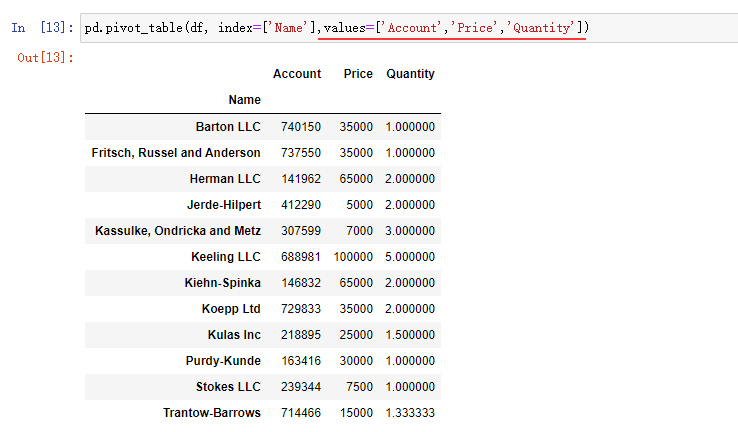 In [13]: pd.pivot_table(df, index=['Name'],values=['Account','Price','Quantity'])
Out[13]:
Account Price Quantity
Name
Barton LLC 740150 35000 1.000000
Fritsch, Russel and Anderson 737550 35000 1.000000
Herman LLC 141962 65000 2.000000
Jerde-Hilpert 412290 5000 2.000000
Kassulke, Ondricka and Metz 307599 7000 3.000000
Keeling LLC 688981 100000 5.000000
Kiehn-Spinka 146832 65000 2.000000
Koepp Ltd 729833 35000 2.000000
Kulas Inc 218895 25000 1.500000
Purdy-Kunde 163416 30000 1.000000
Stokes LLC 239344 7500 1.000000
Trantow-Barrows 714466 15000 1.333333